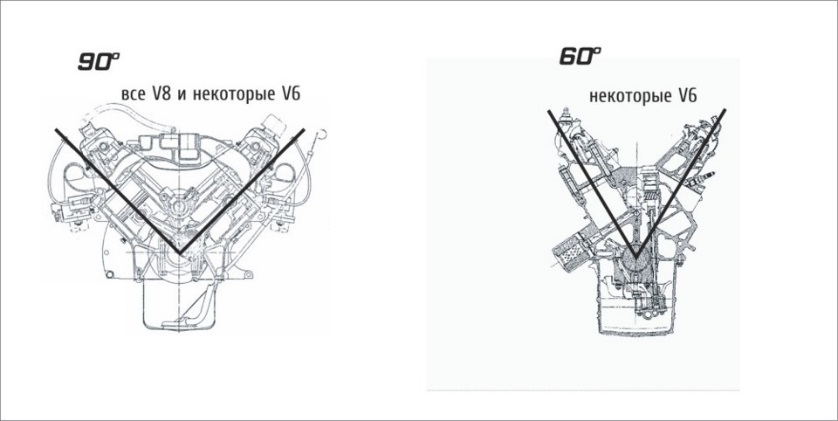 90°
все V8 и некоторые V6
60°
некоторые V6